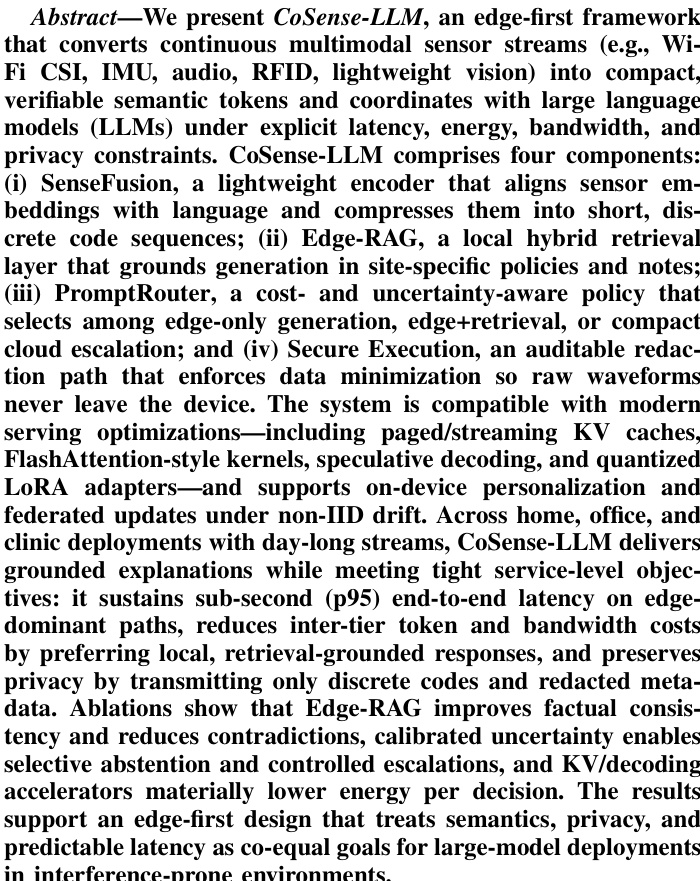 Abstract—We present CoSense-LLM, an edge-first framework
that converts continuous multimodal sensor streams (e.g., Wi-
Fi CSI, IMU, audio, RFID, lightweight vision) into compact,
verifiable semantic tokens and coordinates with large language
models (LLMs) under explicit latency, energy, bandwidth, and
privacy constraints. CoSense-LLM comprises four components:
(i) SenseFusion, a lightweight encoder that aligns sensor em-
beddings with language and compresses them into short, dis-
crete code sequences; (ii) Edge-RAG, a local hybrid retrieval
layer that grounds generation in site-specific policies and notes;
(iii) PromptRouter, a cost- and uncertainty-aware policy that
selects among edge-only generation, edge+retrieval, or compact
cloud escalation; and (iv) Secure Execution, an auditable redac-
tion path that enforces data minimization so raw waveforms
never leave the device. The system is compatible with modern
serving optimizations—including paged/streaming KV caches,
FlashAttention-style kernels, speculative decoding, and quantized
LoRA adapters—and supports on-device personalization and
federated updates under non-IID drift. Across home, office, and
clinic deployments with day-long streams, CoSense-LLM delivers
grounded explanations while meeting tight service-level objec-
tives: it sustains sub-second (p95) end-to-end latency on edge-
dominant paths, reduces inter-tier token and bandwidth costs
by preferring local, retrieval-grounded responses, and preserves
privacy by transmitting only discrete codes and redacted meta-
data. Ablations show that Edge-RAG improves factual consis-
tency and reduces contradictions, calibrated uncertainty enables
selective abstention and controlled escalations, and KV/decoding
accelerators materially lower energy per decision. The results
support an edge-first design that treats semantics, privacy, and
predictable latency as co-equal goals for large-model deployments
in interference-prone environments.